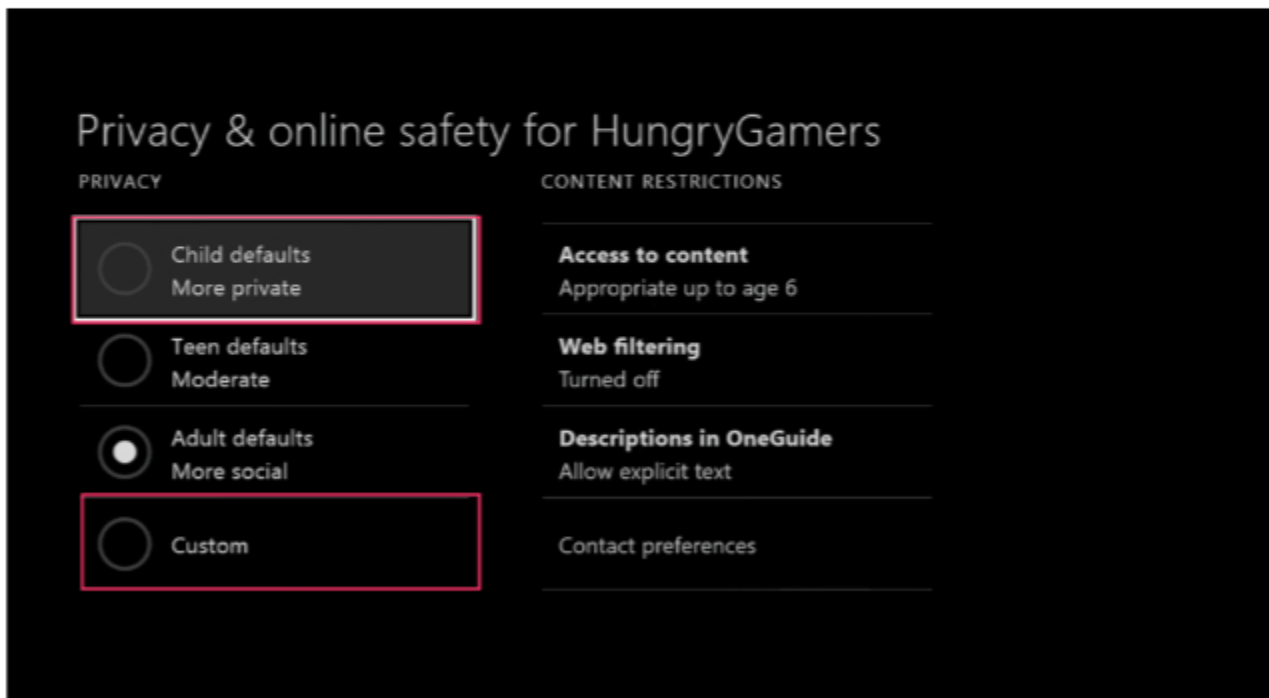 Privacy & online safety for HungryGamers
PRIVACY
Child defaults
More private
Teen defaults
Moderate
Adult defaults
More social
Custom
CONTENT RESTRICTIONS
Access to content
Appropriate up to age 6
Web filtering
Turned off
Descriptions in OneGuide
Allow explicit text
Contact preferences